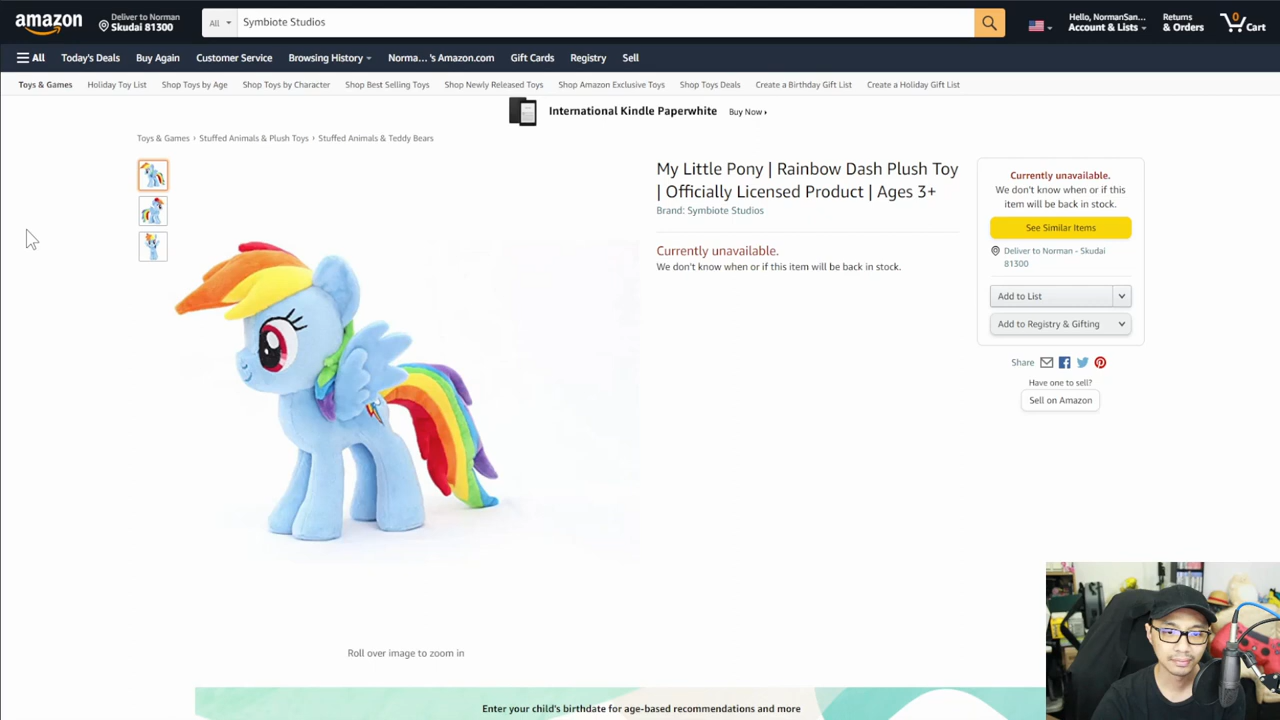 amazon
Deliver to Norman
Skudai 81300
All
Symbiote Studios
Hello, NormanSan...
Account & Lists
Returns
& Orders
0
Cart
All
Today's Deals
Buy Again
Customer Service
Browsing History
Norma... 's Amazon.com
Gift Cards
Registry
Sell
Toys & Games
Holiday Toy List
Shop Toys by Age
Shop Toys by Character
Shop Best Selling Toys
Shop Newly Released Toys
Shop Amazon Exclusive Toys
Shop Toys Deals
Create a Birthday Gift List
Create a Holiday Gift List
International Kindle Paperwhite
Buy Now ›
Toys & Games › Stuffed Animals & Plush Toys › Stuffed Animals & Teddy Bears
My Little Pony | Rainbow Dash Plush Toy
| Officially Licensed Product | Ages 3+
Brand: Symbiote Studios
Currently unavailable.
We don't know when or if this item will be back in stock.
Currently unavailable.
We don't know when or if this
item will be back in stock.
See Similar Items
Deliver to Norman - Skudai
81300
Add to List
Add to Registry & Gifting
Share
Have one to sell?
Sell on Amazon
Roll over image to zoom in
Enter your child's birthdate for age-based recommendations and more